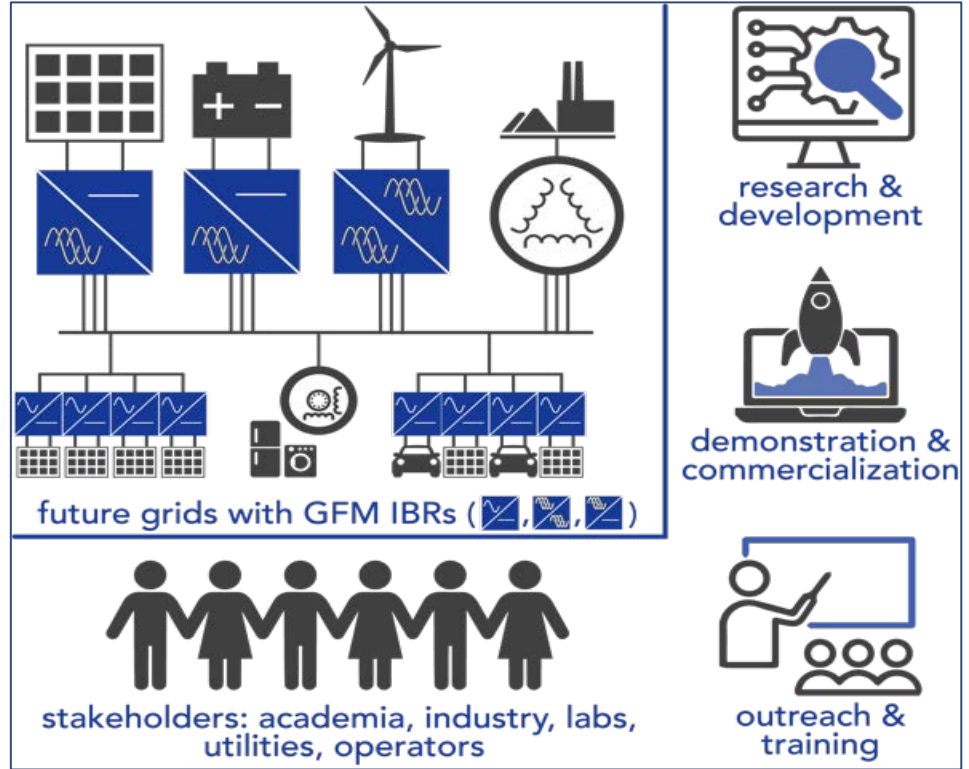 future grids with GFM IBRs ( , , )
research &
development
demonstration &
commercialization
outreach &
training
stakeholders: academia, industry, labs,
utilities, operators